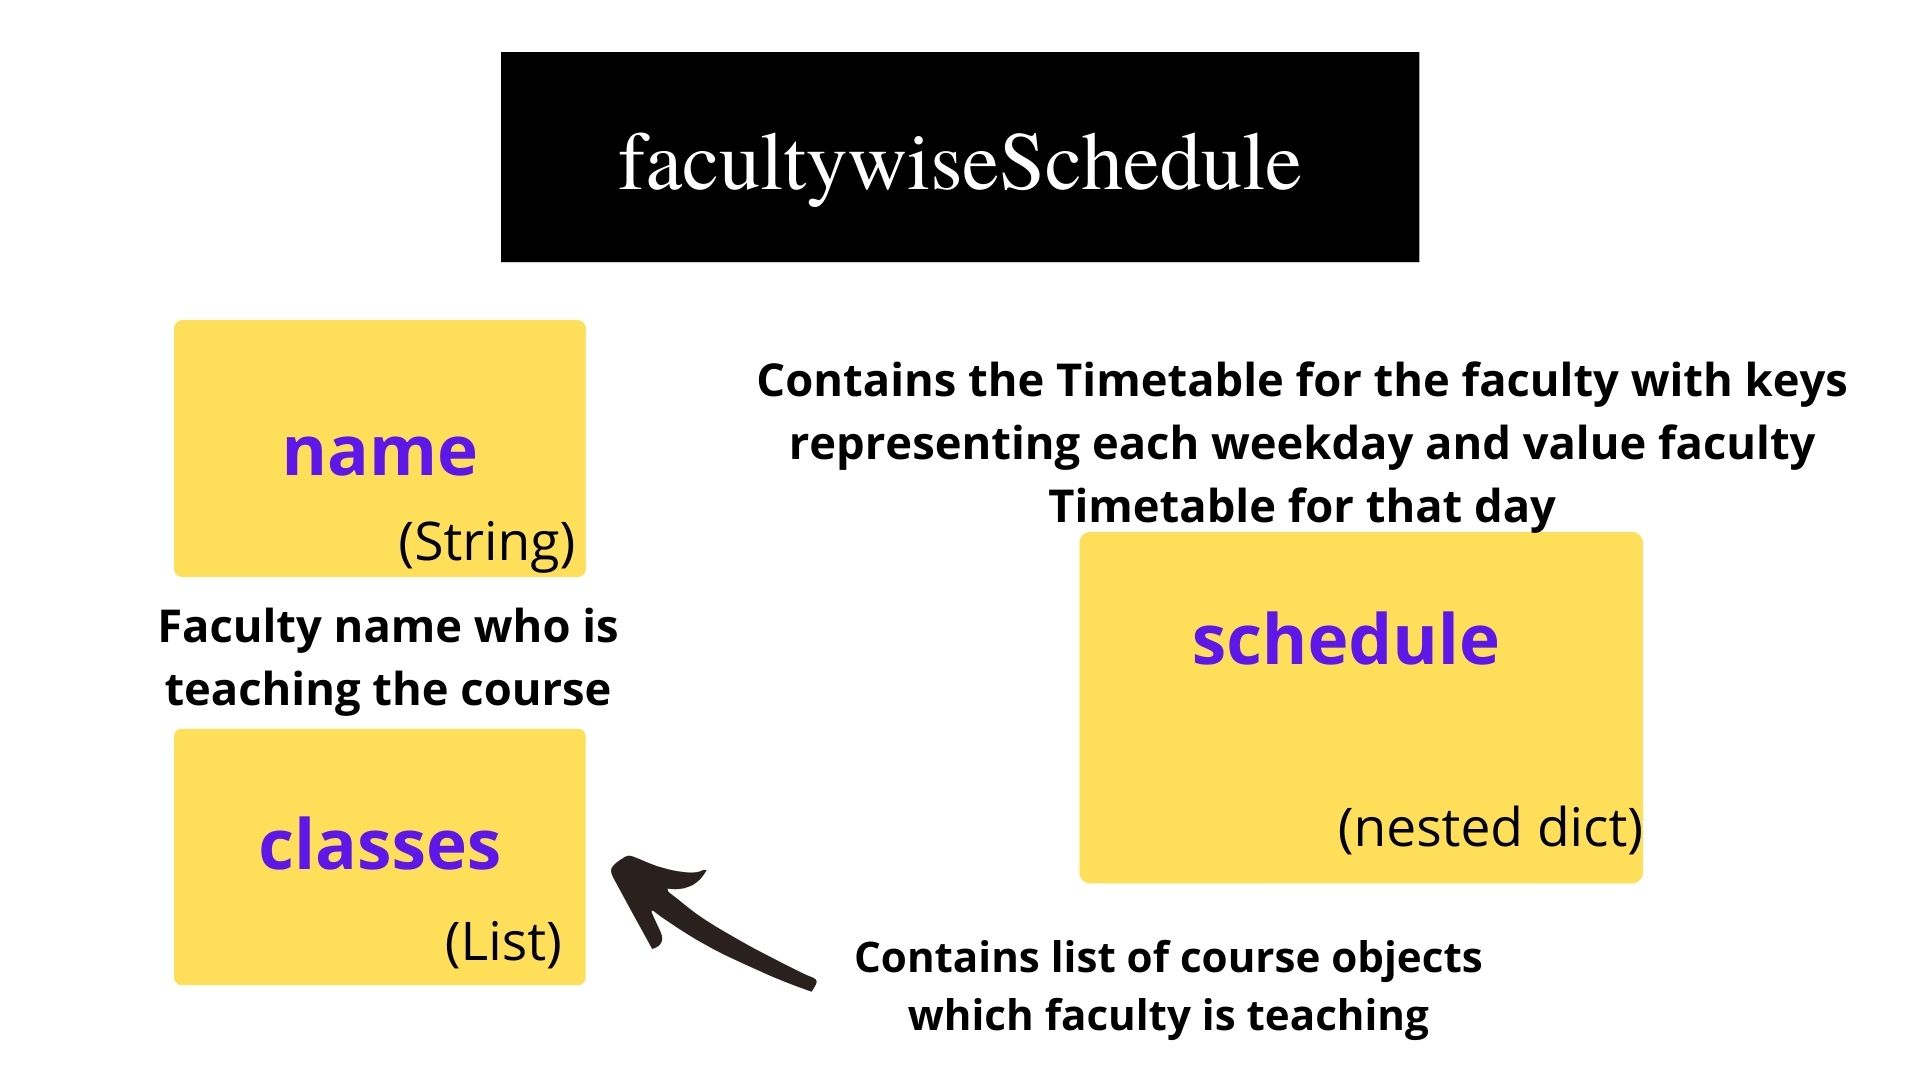 facultywiseSchedule
name
(String)
Faculty name who is
teaching the course
classes
(List)
Contains the Timetable for the faculty with keys
representing each weekday and value faculty
Timetable for that day
schedule
(nested dict)
Contains list of course objects
which faculty is teaching